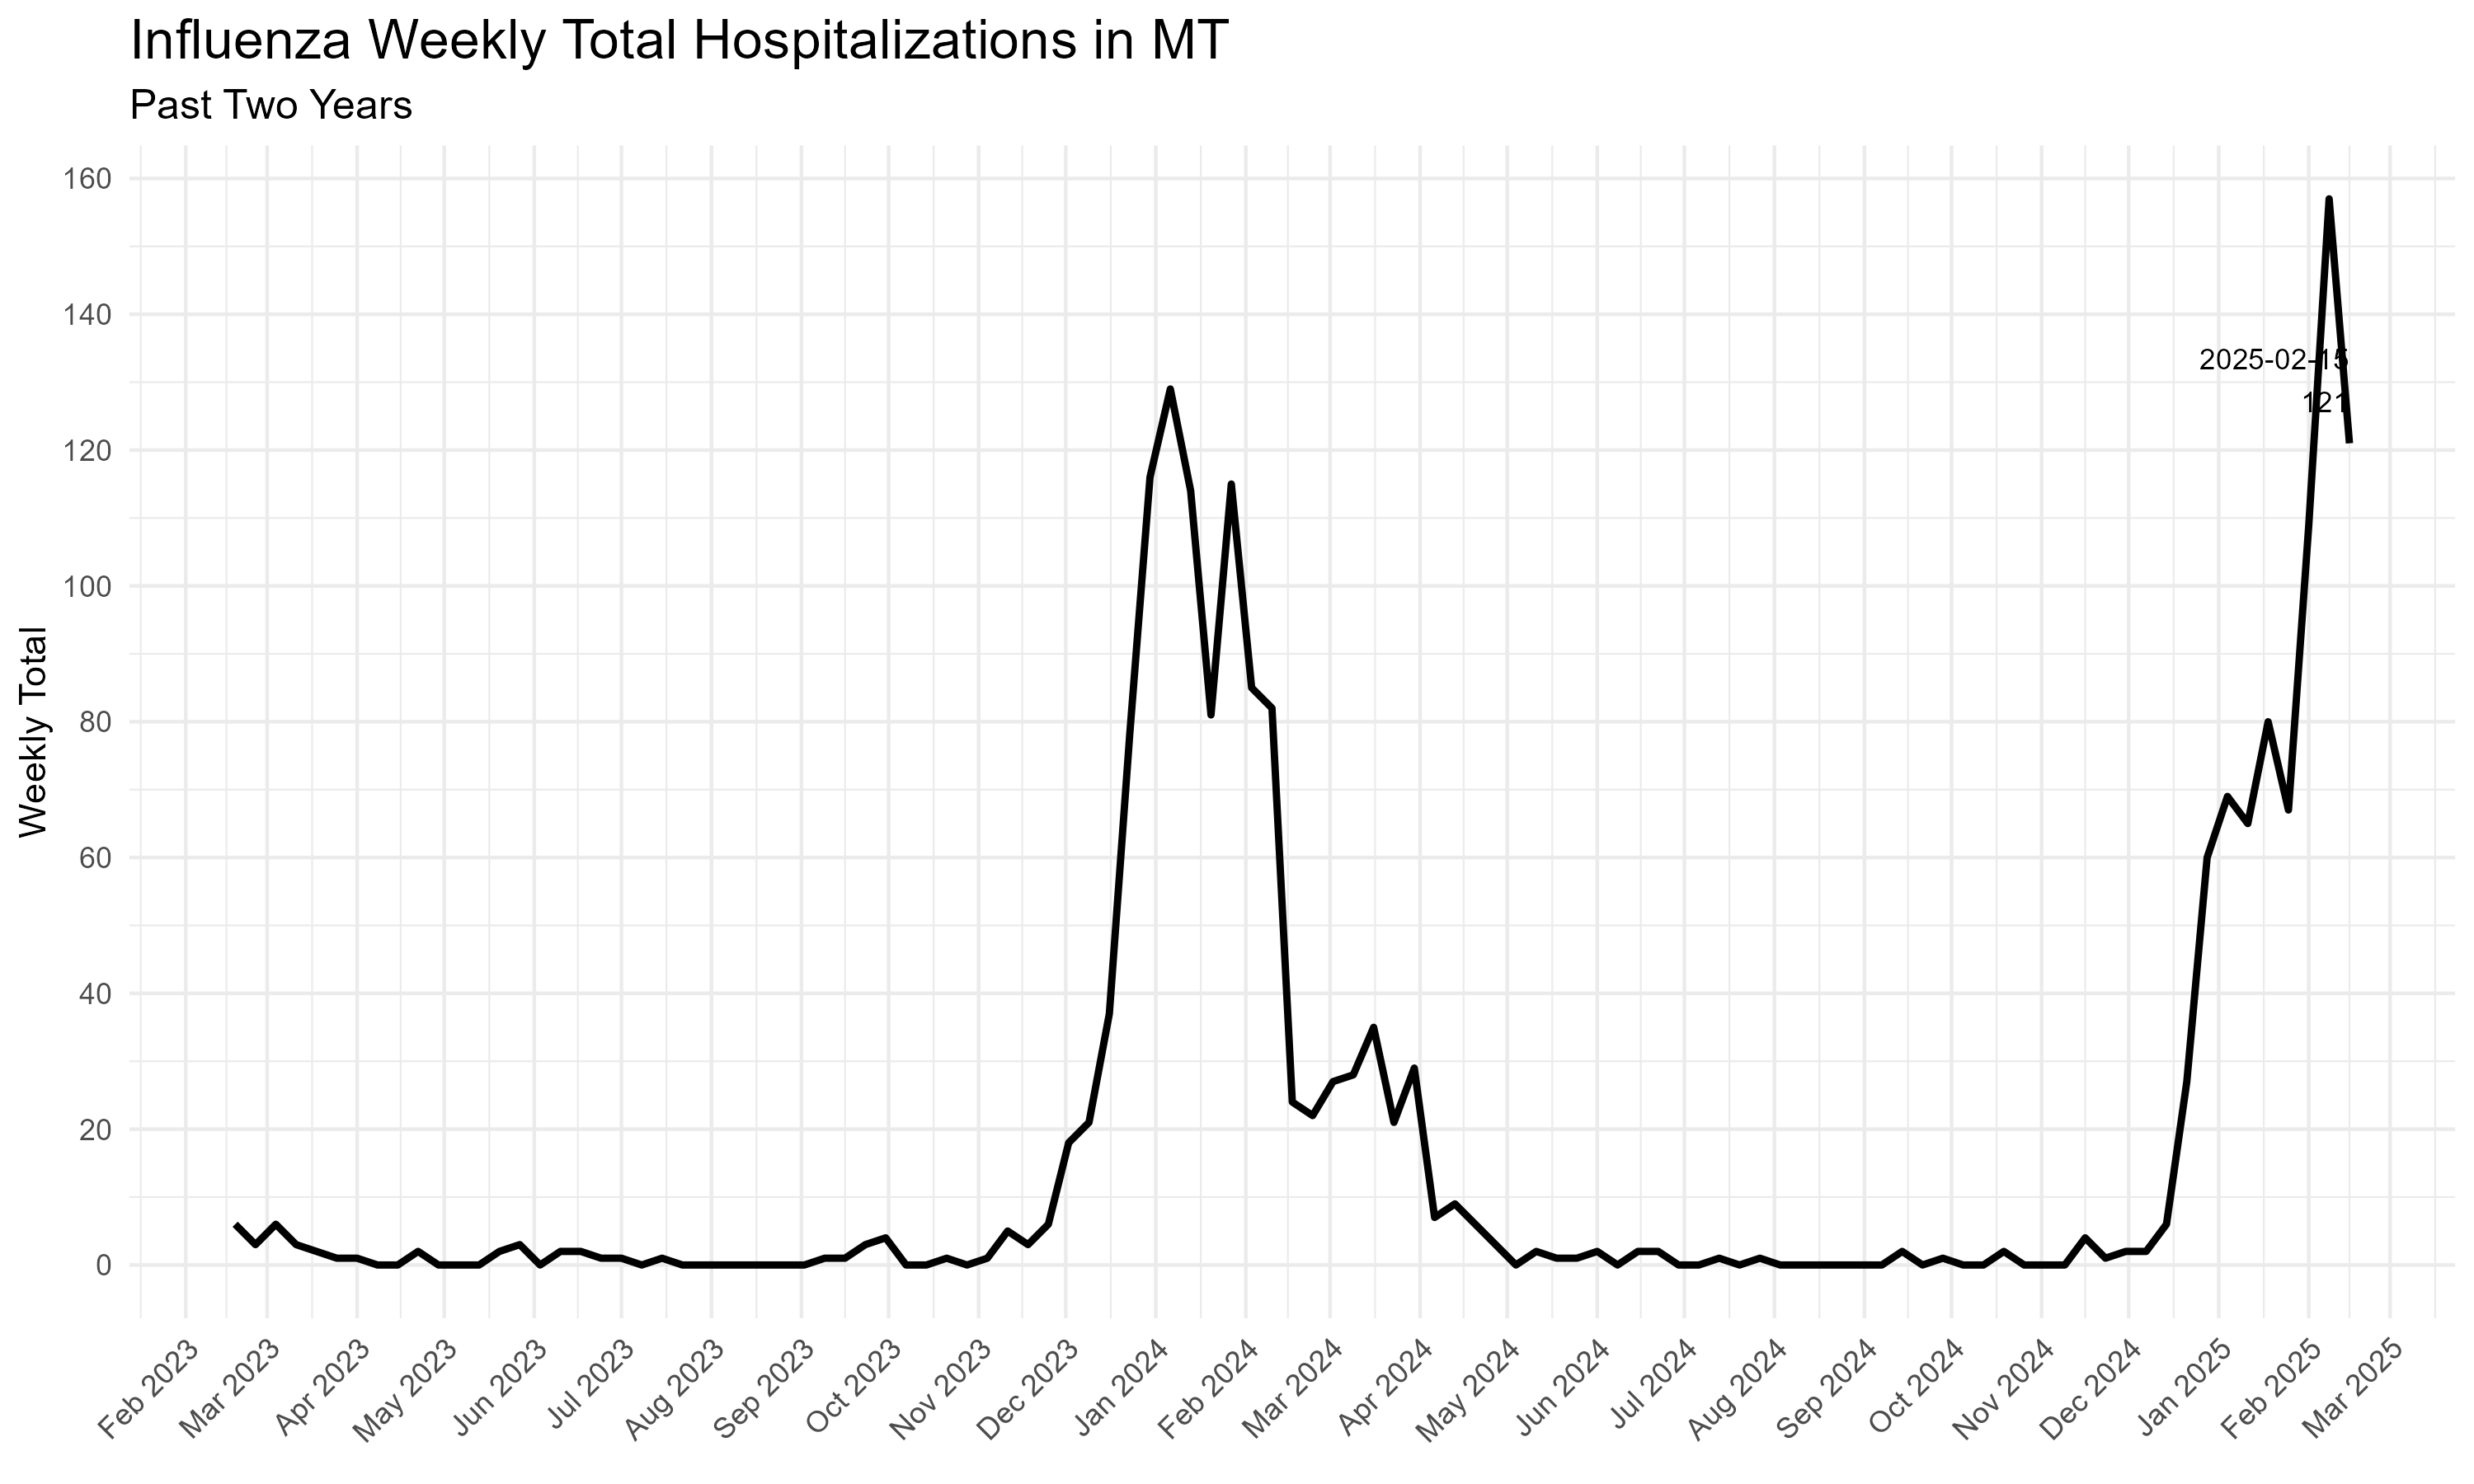 Influenza Weekly Total Hospitalizations in MT
Past Two Years
160
140
2025-02-15
121
120
100
80
60
40
20
0
Weekly Total
Feb 2023
Mar 2023
Apr 2023
May 2023
Jun 2023
Jul 2023
Aug 2023
Sep 2023
Oct 2023
Nov 2023
Dec 2023
Jan 2024
Feb 2024
Mar 2024
Apr 2024
May 2024
Jun 2024
Jul 2024
Aug 2024
Sep 2024
Oct 2024
Nov 2024
Dec 2024
Jan 2025
Feb 2025
Mar 2025